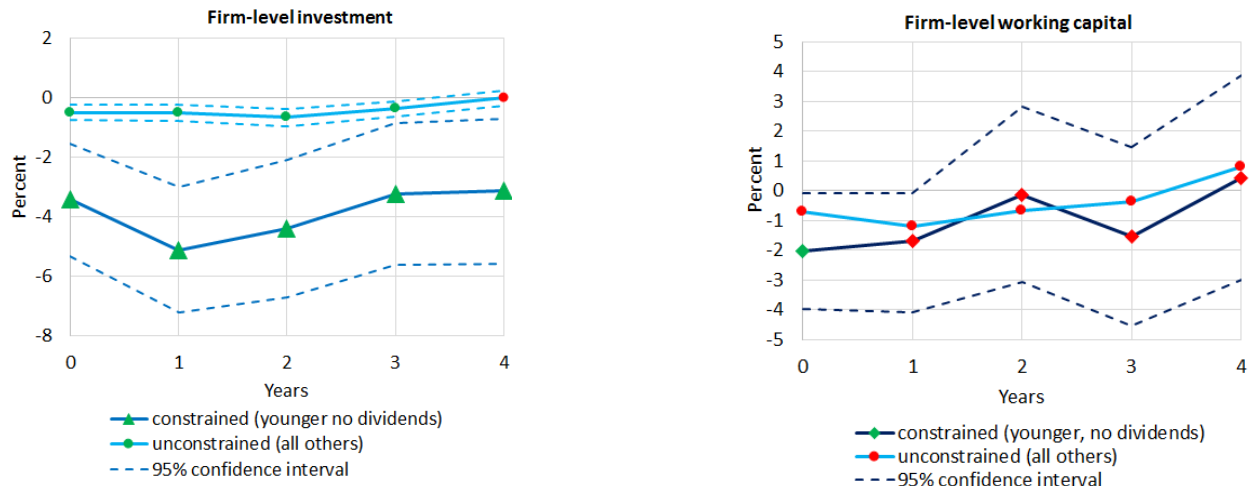 Firm-level investment
2
0
-2
-4
-6
-8
Percent
0 1 2 3 4
Years
constrained (younger no dividends)
unconstrained (all others)
95% confidence interval
Firm-level working capital
5
4
3
2
1
0
-1
-2
-3
-4
-5
Percent
0 1 2 3 4
Years
constrained (younger, no dividends)
unconstrained (all others)
95% confidence interval